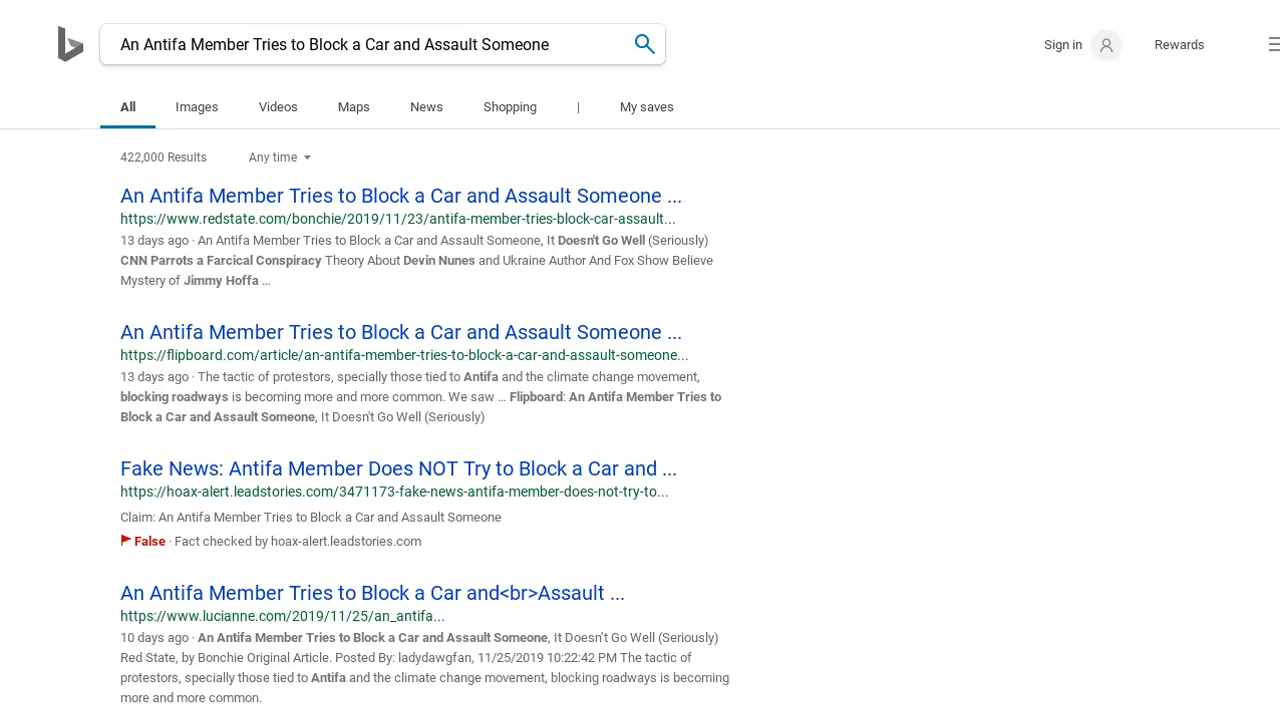 An Antifa Member Tries to Block a Car and Assault Someone
Sign in
Rewards
All
Images
Videos
Maps
News
Shopping
|
My saves
422,000 Results
Any time
An Antifa Member Tries to Block a Car and Assault Someone ...
https://www.redstate.com/bonchie/2019/11/23/antifa-member-tries-block-car-assault...
13 days ago · An Antifa Member Tries to Block a Car and Assault Someone, It Doesn't Go Well (Seriously)
CNN Parrots a Farcical Conspiracy Theory About Devin Nunes and Ukraine Author And Fox Show Believe
Mystery of Jimmy Hoffa …
An Antifa Member Tries to Block a Car and Assault Someone ...
https://flipboard.com/article/an-antifa-member-tries-to-block-a-car-and-assault-someone...
13 days ago · The tactic of protestors, specially those tied to Antifa and the climate change movement,
blocking roadways is becoming more and more common. We saw … Flipboard: An Antifa Member Tries to
Block a Car and Assault Someone, It Doesn't Go Well (Seriously)
Fake News: Antifa Member Does NOT Try to Block a Car and ...
https://hoax-alert.leadstories.com/3471173-fake-news-antifa-member-does-not-try-to...
Claim: An Antifa Member Tries to Block a Car and Assault Someone
False · Fact checked by hoax-alert.leadstories.com
An Antifa Member Tries to Block a Car and<br>Assault ...
https://www.lucianne.com/2019/11/25/an_antifa...
10 days ago · An Antifa Member Tries to Block a Car and Assault Someone, It Doesn’t Go Well (Seriously)
Red State, by Bonchie Original Article. Posted By: ladydawgfan, 11/25/2019 10:22:42 PM The tactic of
protestors, specially those tied to Antifa and the climate change movement, blocking roadways is becoming
more and more common.